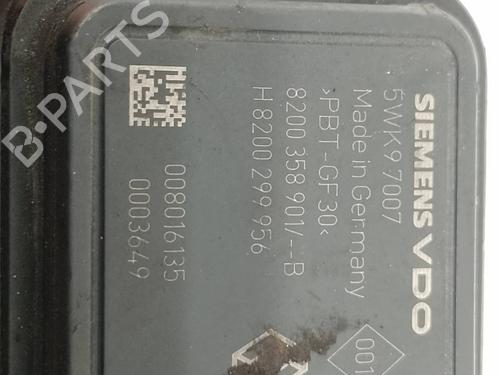 SIEMENS VDO
5WK9 7007
Made in Germany
>PBT-GF30<
8200 358 901/--B
H 8200 299 956
008016135
0003649
001
B-PARTS